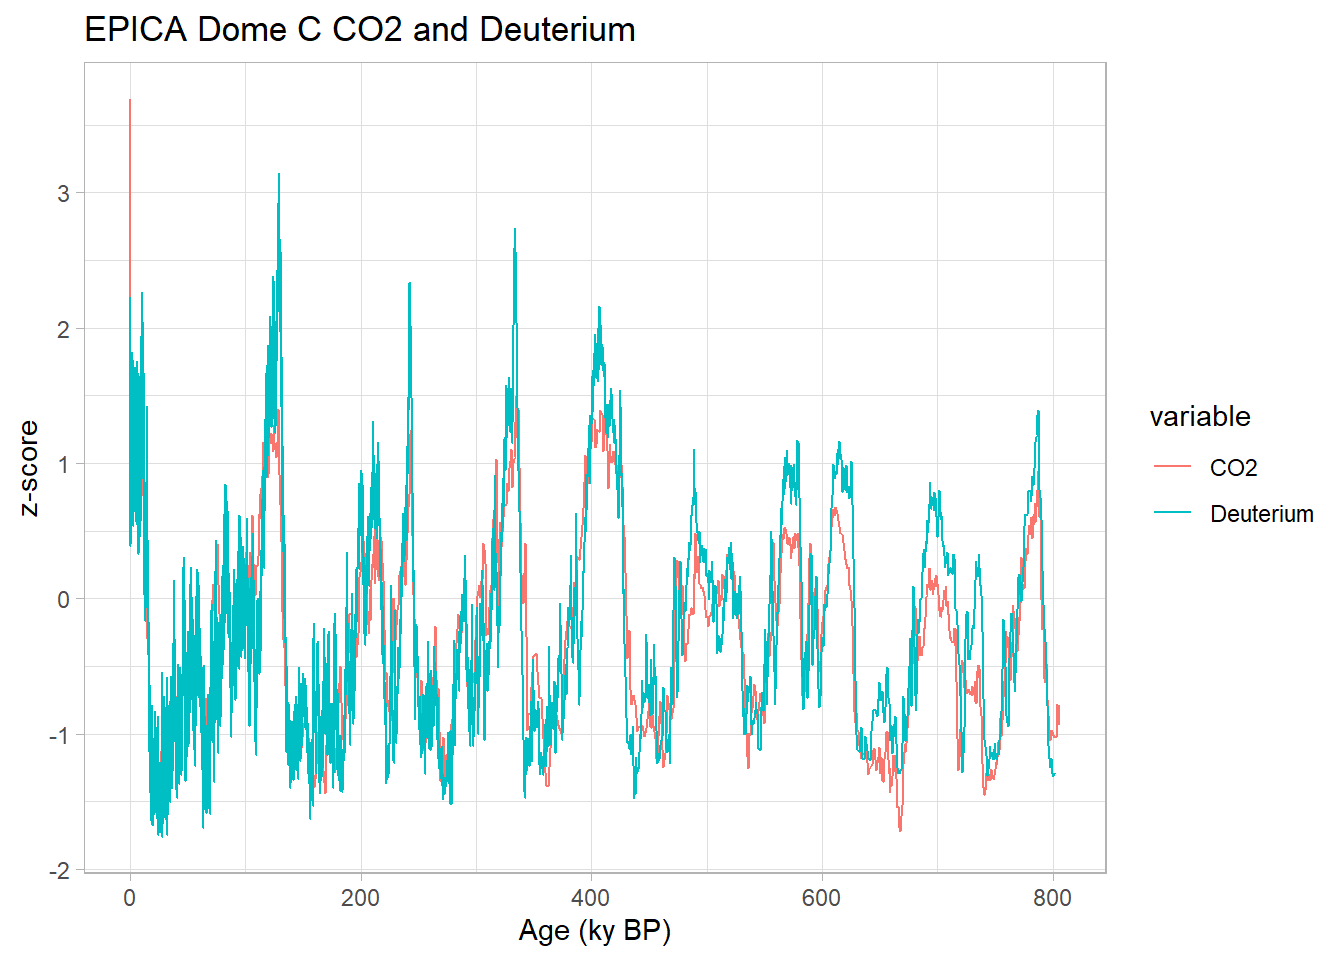 EPICA Dome C CO2 and Deuterium
3
2
1
0
-1
-2
z-score
0 200 400 600 800
Age (ky BP)
variable
CO2
Deuterium